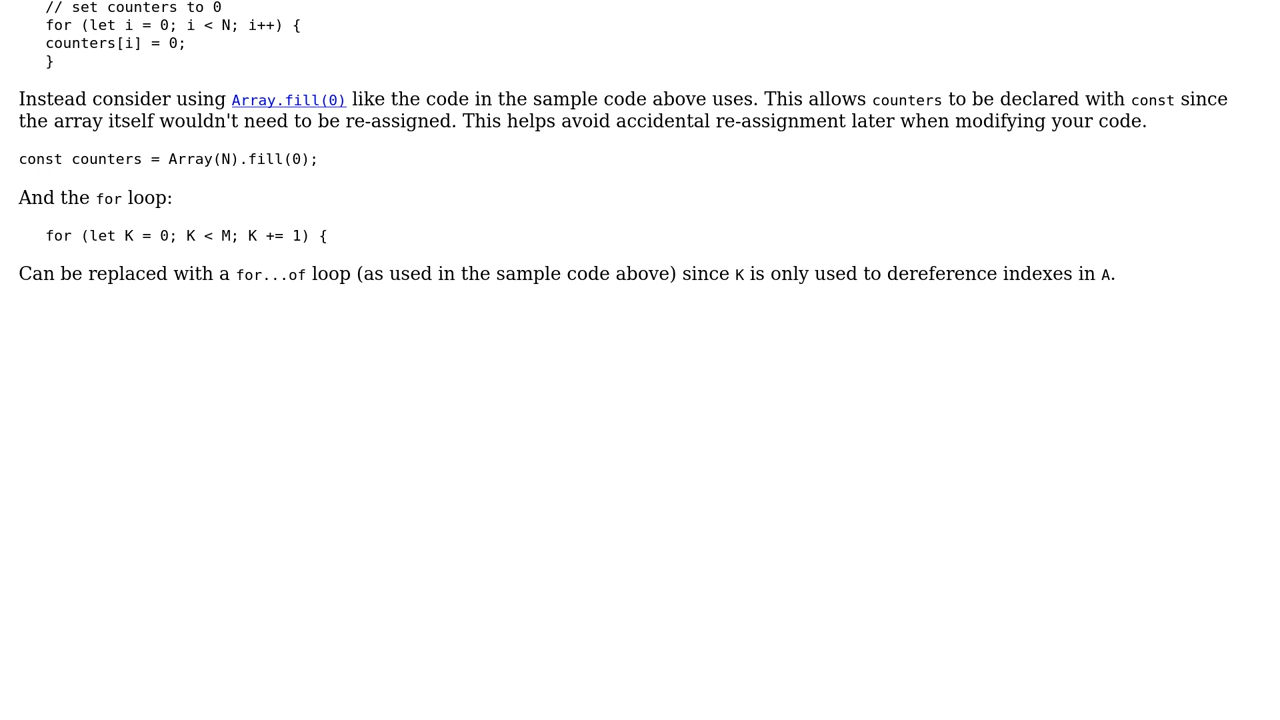 // set counters to 0
for (let i = 0; i < N; i++) {
counters[i] = 0;
}
Instead consider using Array.fill(0) like the code in the sample code above uses. This allows counters to be declared with const since
the array itself wouldn't need to be re-assigned. This helps avoid accidental re-assignment later when modifying your code.
const counters = Array(N).fill(0);
And the for loop:
for (let K = 0; K < M; K += 1) {
Can be replaced with a for...of loop (as used in the sample code above) since K is only used to dereference indexes in A.